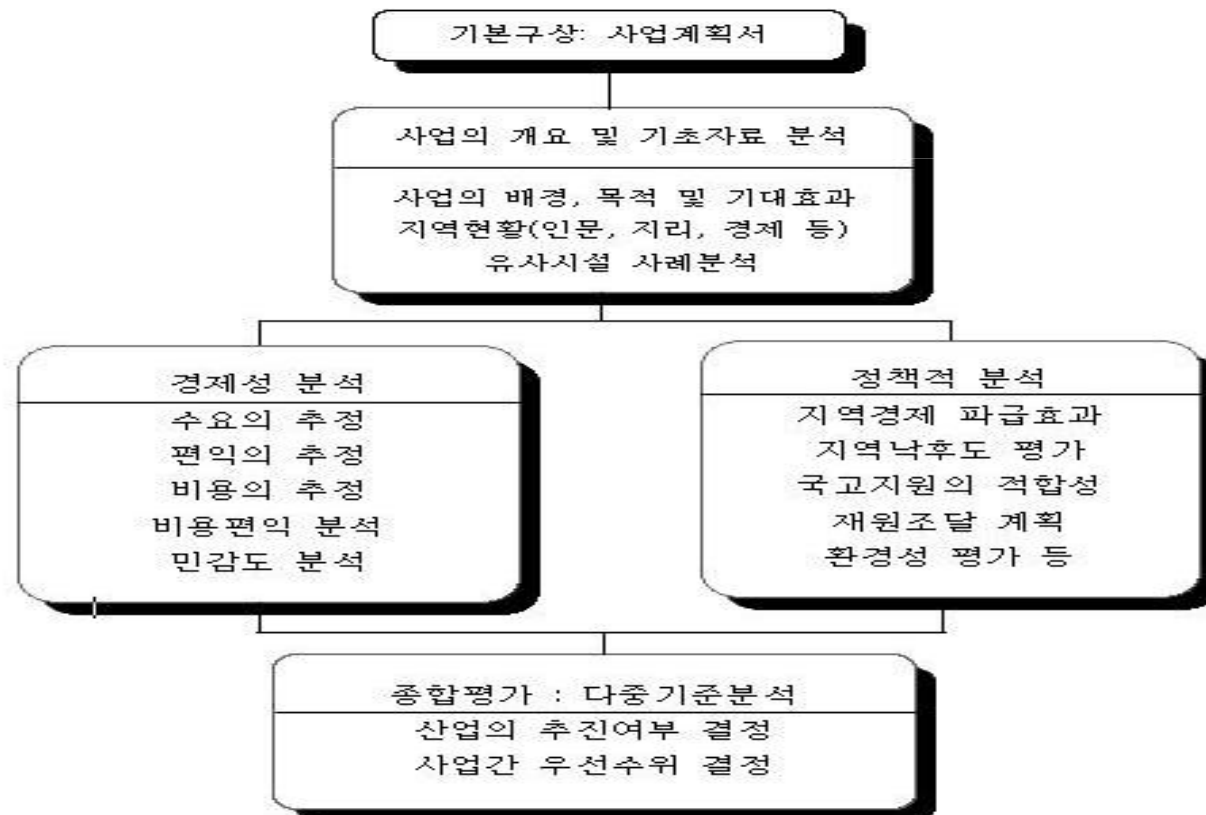 기본구상: 사업계획서
사업의 개요 및 기초자료 분석
사업의 배경, 목적 및 기대효과
지역현황(인문, 지리, 경제 등)
유사시설 사례분석
경제성 분석
수요의 추정
편익의 추정
비용의 추정
비용편익 분석
민감도 분석
정책적 분석
지역경제 파급효과
지역낙후도 평가
국고지원의 적합성
재원조달 계획
환경성 평가 등
종합평가 : 다중기준분석
산업의 추진여부 결정
사업간 우선수위 결정